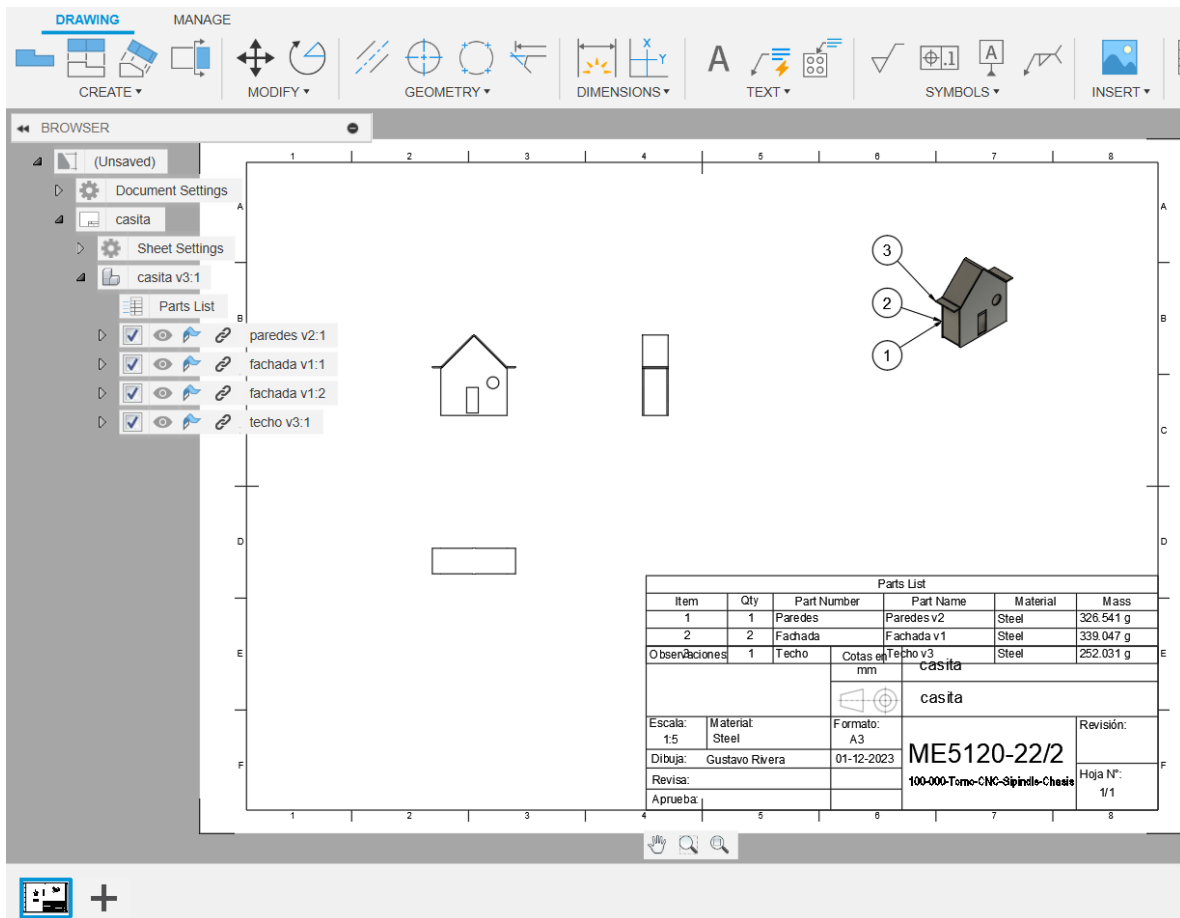 DRAWING MANAGE
CREATE ▾ MODIFY ▾ GEOMETRY ▾ DIMENSIONS ▾ TEXT ▾ SYMBOLS ▾ INSERT ▾
BROWSER
(Unsaved)
Document Settings
casita
Sheet Settings
casita v3:1
Parts List
paredes v2:1
fachada v1:1
fachada v1:2
techo v3:1
1 2 3 4 5 6 7 8
A A
B B
C C
D D
E E
F F
3
2
1
Parts List
Item Qty Part Number Part Name Material Mass
1 1 Paredes Paredes v2 Steel 326.541 g
2 2 Fachada Fachada v1 Steel 339.047 g
3 1 Techo Techo v3 Steel 252.031 g
Observaciones
Cotas en
mm
casita
casita
Escala: Material: Formato: Revisión:
1:5 Steel A3
Dibuja: Gustavo Rivera 01-12-2023
ME5120-22/2
100-000-Torno-CNC-Sipindle-Chasis
Revisa:
Aprueba:
Hoja N°:
1/1
1 2 3 4 5 6 7 8